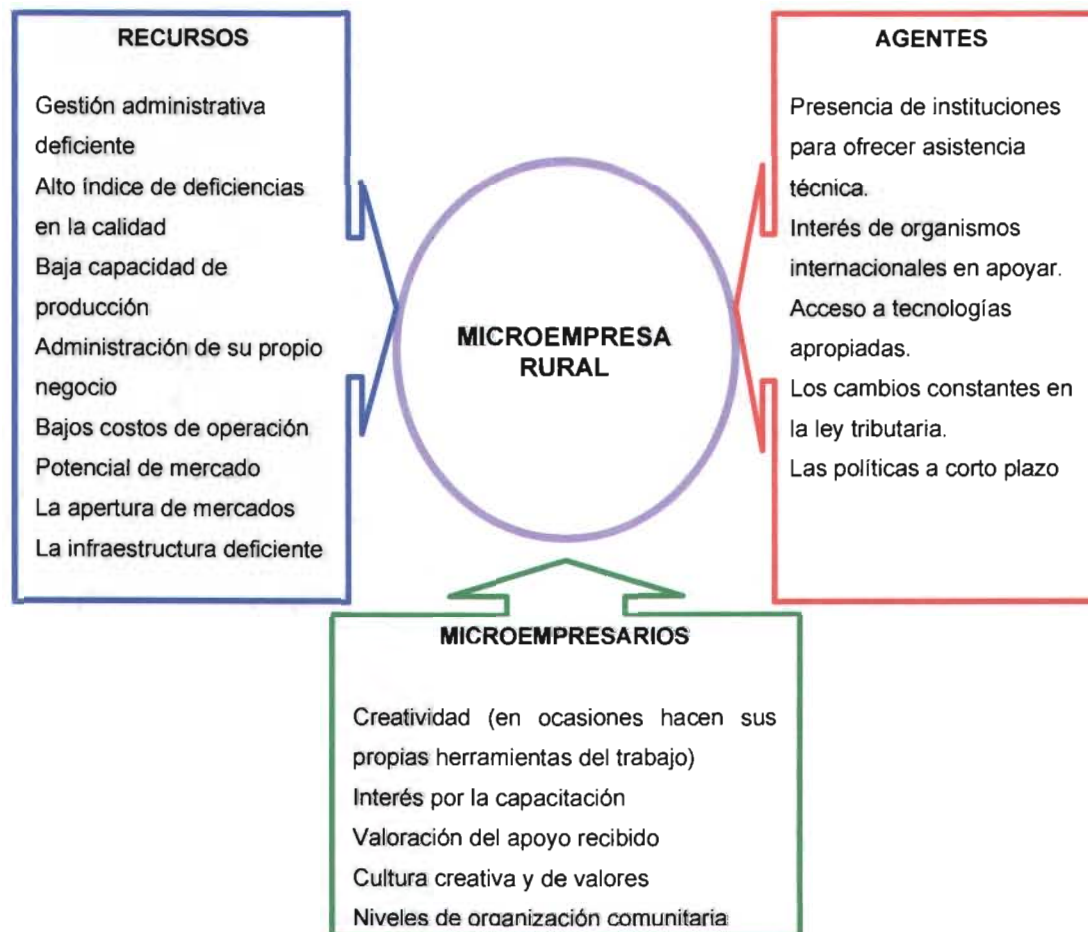 RECURSOS
Gestión administrativa
deficiente
Alto índice de deficiencias
en la calidad
Baja capacidad de
producción
Administración de su propio
negocio
Bajos costos de operación
Potencial de mercado
La apertura de mercados
La infraestructura deficiente
AGENTES
Presencia de instituciones
para ofrecer asistencia
técnica.
Interés de organismos
internacionales en apoyar.
Acceso a tecnologías
apropiadas.
Los cambios constantes en
la ley tributaria.
Las políticas a corto plazo
MICROEMPRESA
RURAL
MICROEMPRESARIOS
Creatividad (en ocasiones hacen sus
propias herramientas del trabajo)
Interés por la capacitación
Valoración del apoyo recibido
Cultura creativa y de valores
Niveles de organización comunitaria